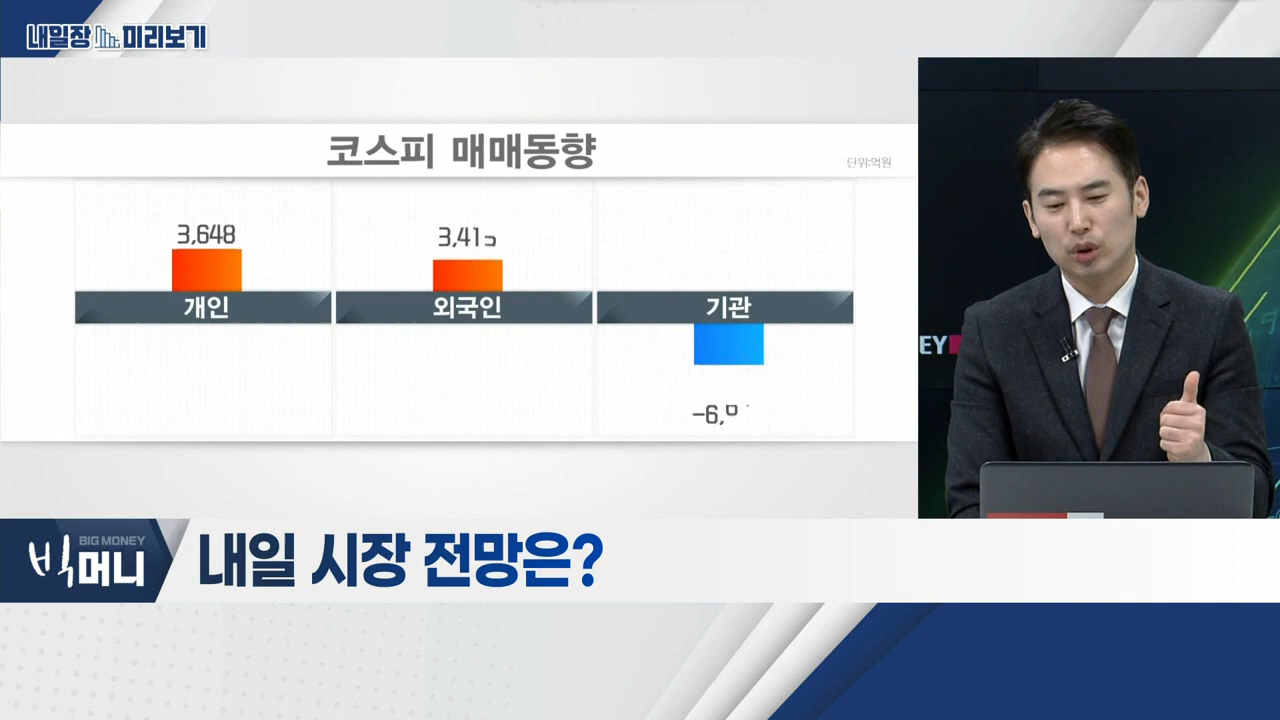 내일장 미리보기
코스피 매매동향
단위:억원
3,648
개인
외국인
기관
EY
BIG MONEY
빅머니
내일 시장 전망은?